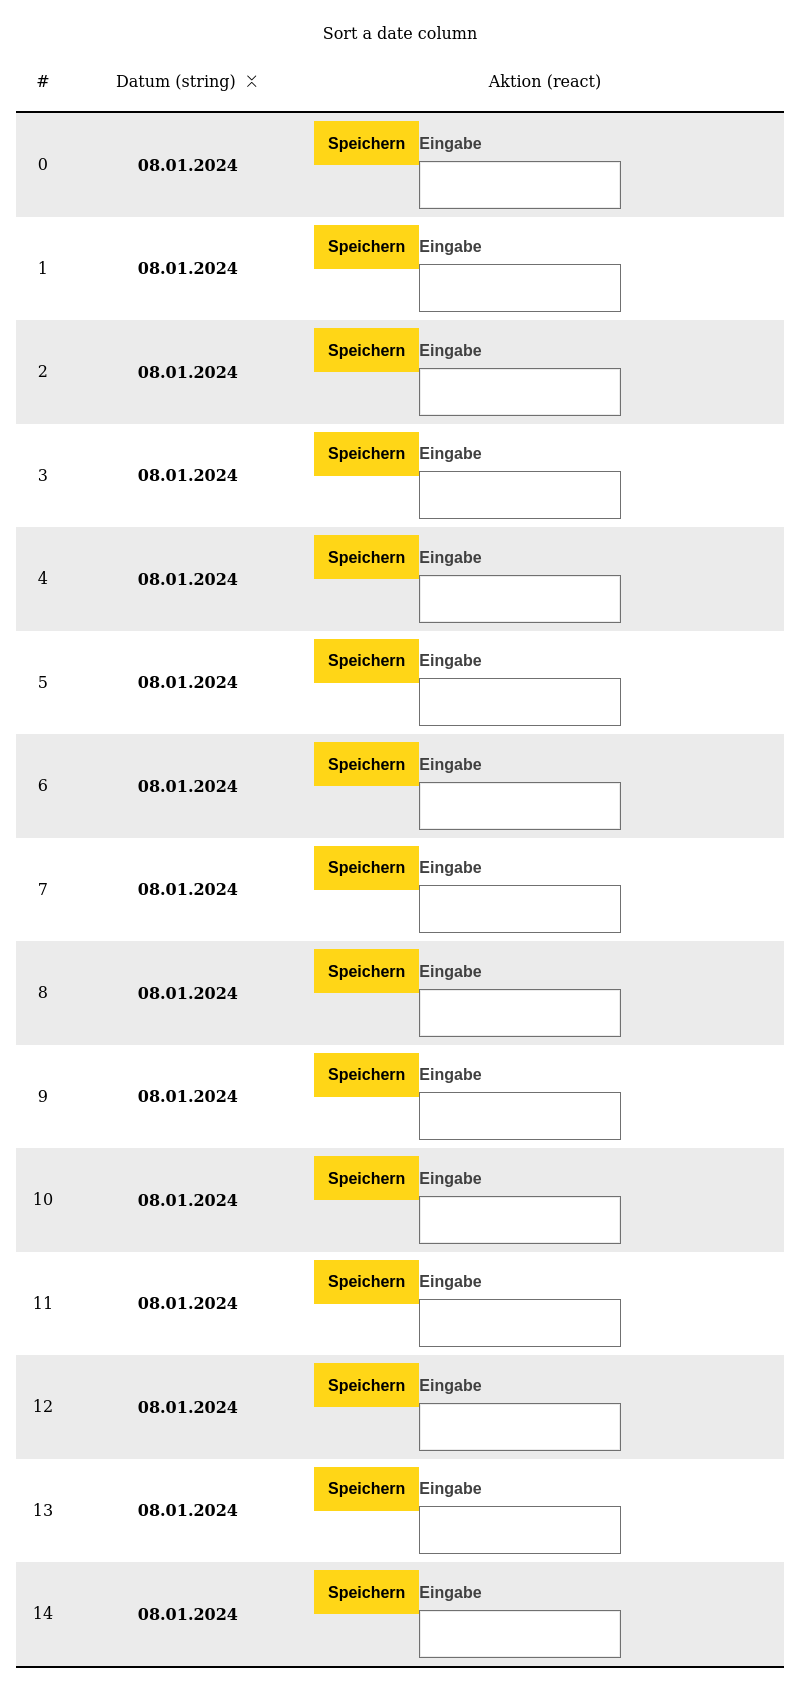 Sort a date column
# Datum (string) Aktion (react)
0 08.01.2024 Speichern Eingabe
1 08.01.2024 Speichern Eingabe
2 08.01.2024 Speichern Eingabe
3 08.01.2024 Speichern Eingabe
4 08.01.2024 Speichern Eingabe
5 08.01.2024 Speichern Eingabe
6 08.01.2024 Speichern Eingabe
7 08.01.2024 Speichern Eingabe
8 08.01.2024 Speichern Eingabe
9 08.01.2024 Speichern Eingabe
10 08.01.2024 Speichern Eingabe
11 08.01.2024 Speichern Eingabe
12 08.01.2024 Speichern Eingabe
13 08.01.2024 Speichern Eingabe
14 08.01.2024 Speichern Eingabe